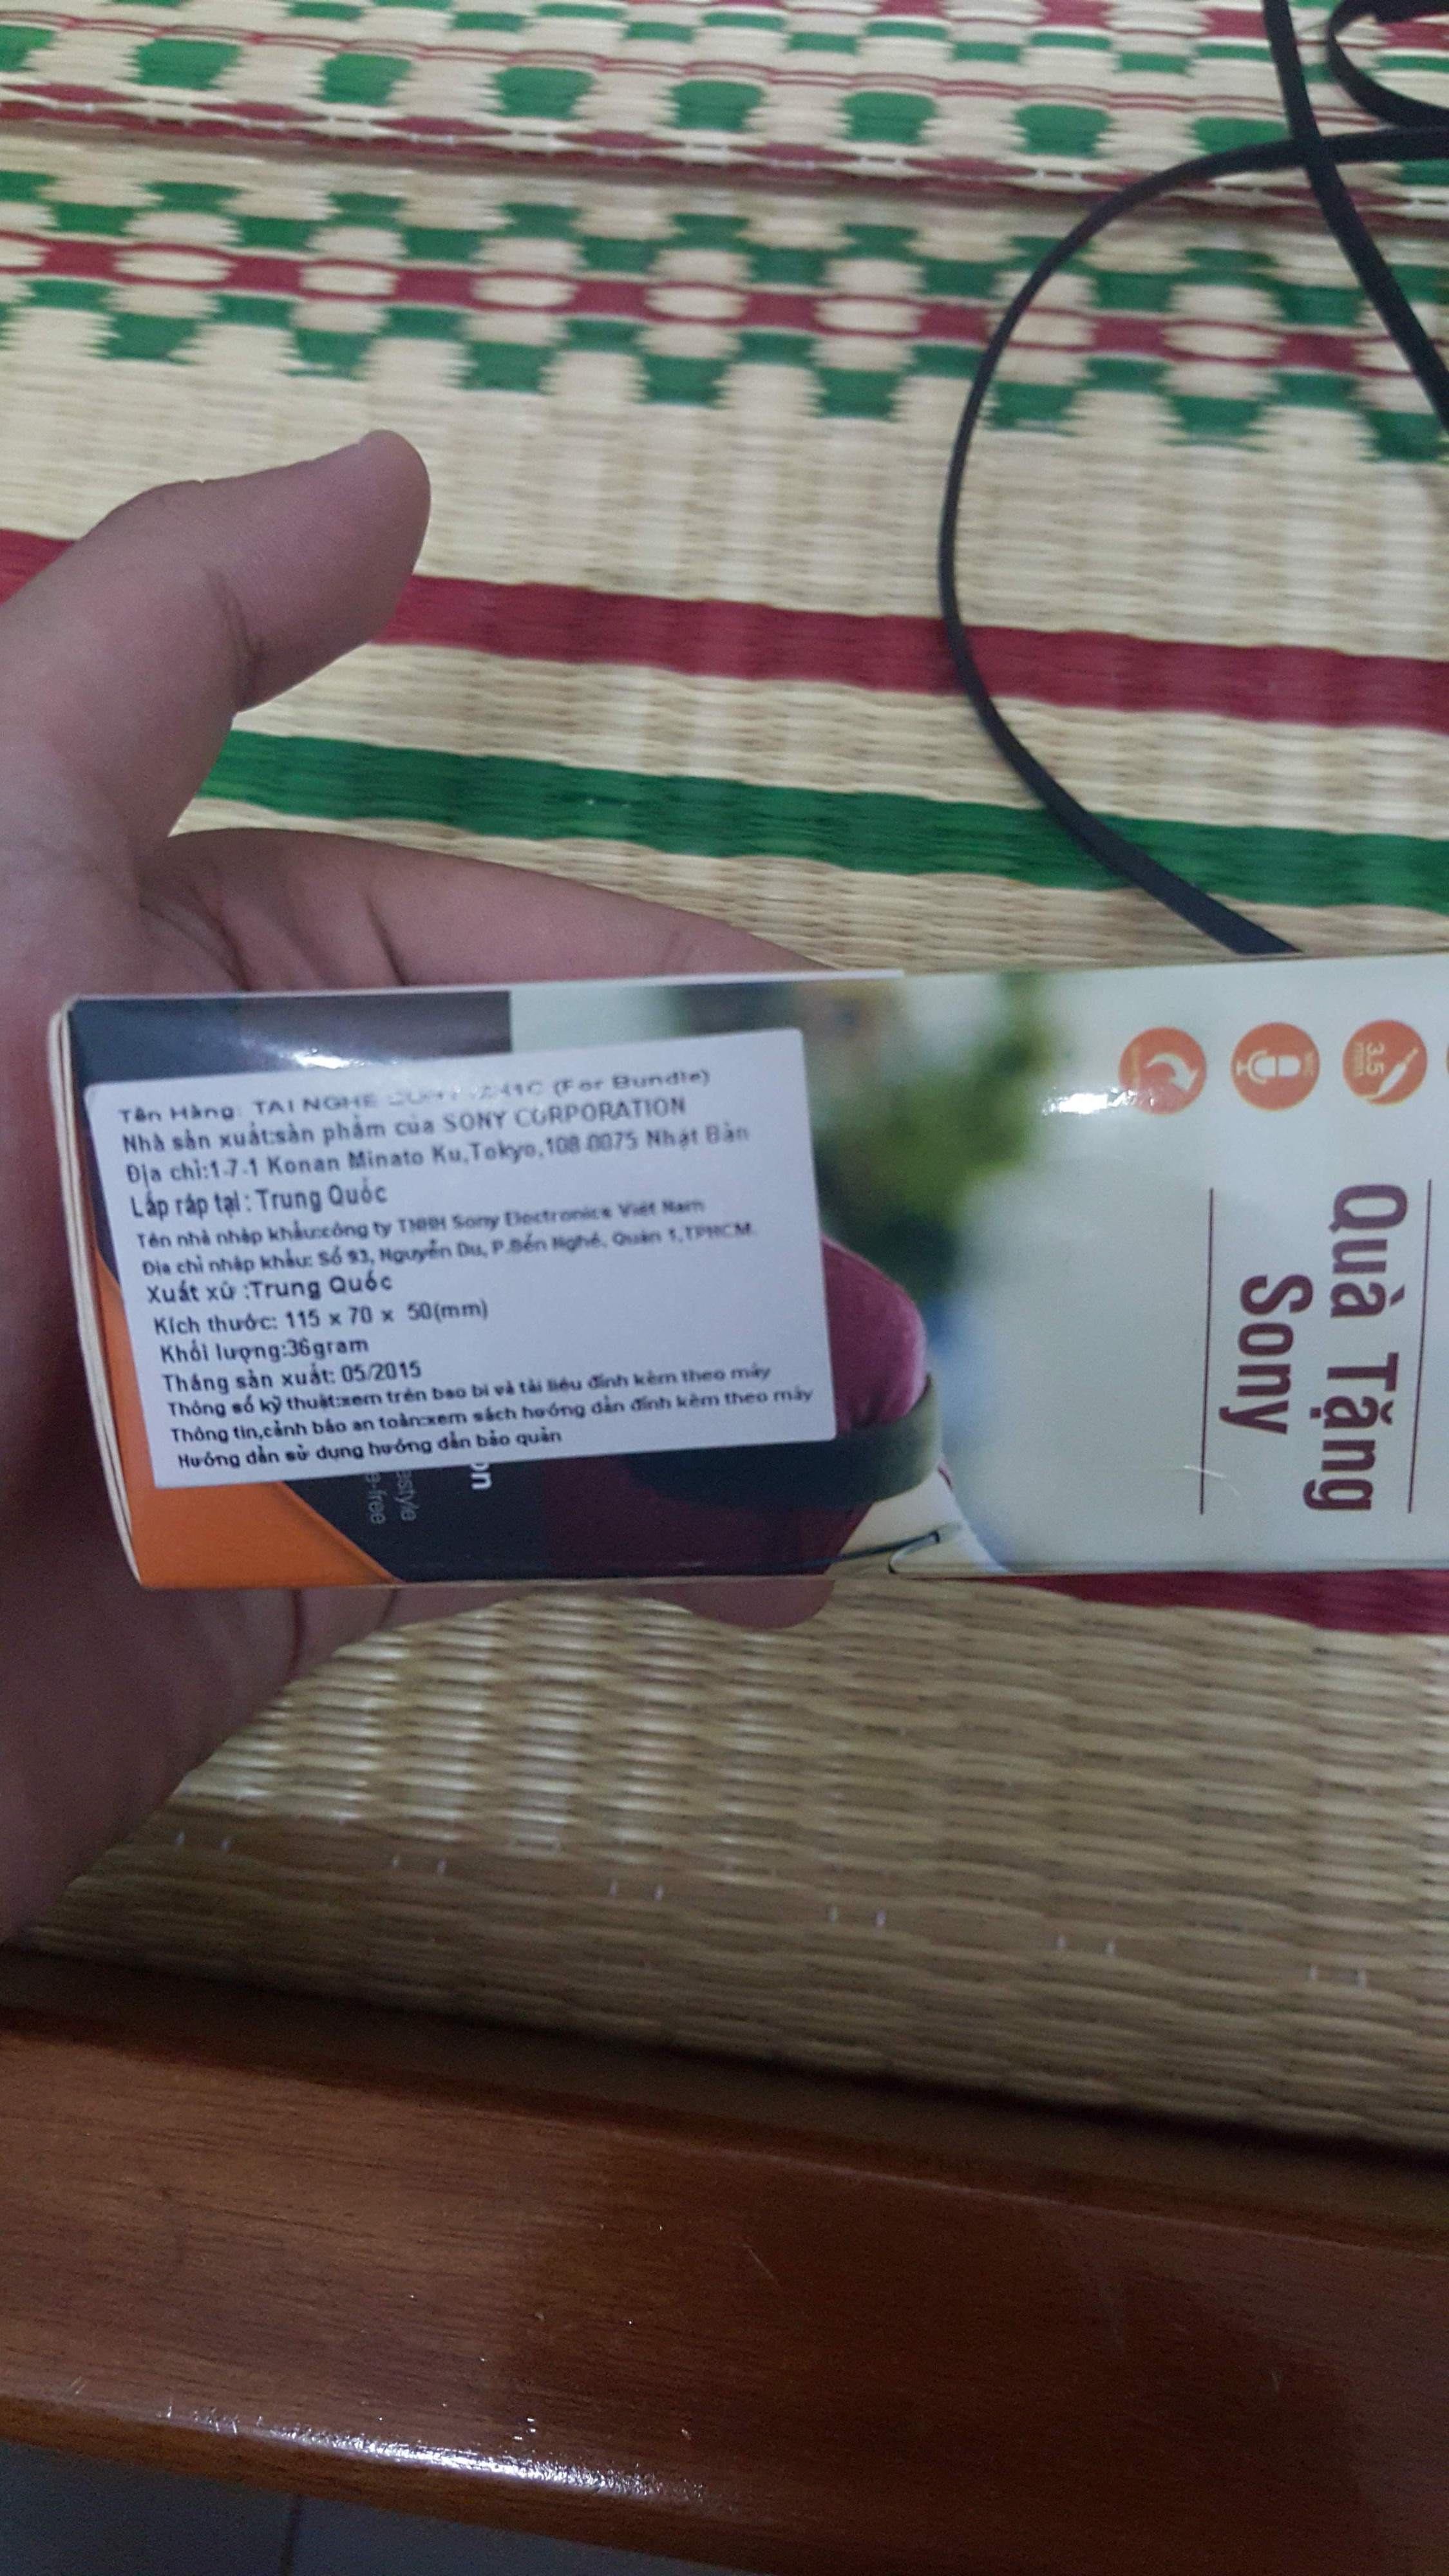 Tên Hàng: TAI NGHE (For Bundle)
Nhà sản xuất:sản phẩm của SONY CORPORATION
Địa chỉ:1-7-1 Konan Minato Ku,Tokyo,108-0075 Nhật Bản
Lắp ráp tại : Trung Quốc
Tên nhà nhập khẩu:công ty TNHH Sony Electronics Việt Nam
Địa chỉ nhập khẩu: Số 93, Nguyễn Du, P.Bến Nghé, Quận 1,TPHCM.
Xuất xứ :Trung Quốc
Kích thước: 115 x 70 x 50(mm)
Khối lượng:36gram
Tháng sản xuất: 05/2015
Thông số kỹ thuật:xem trên bao bì và tài liệu đính kèm theo máy
Thông tin,cảnh báo an toàn:xem sách hướng dẫn đính kèm theo máy
Hướng dẫn sử dụng hướng dẫn bảo quản
on
estyle
e-free
3.5
Quà Tặng
Sony